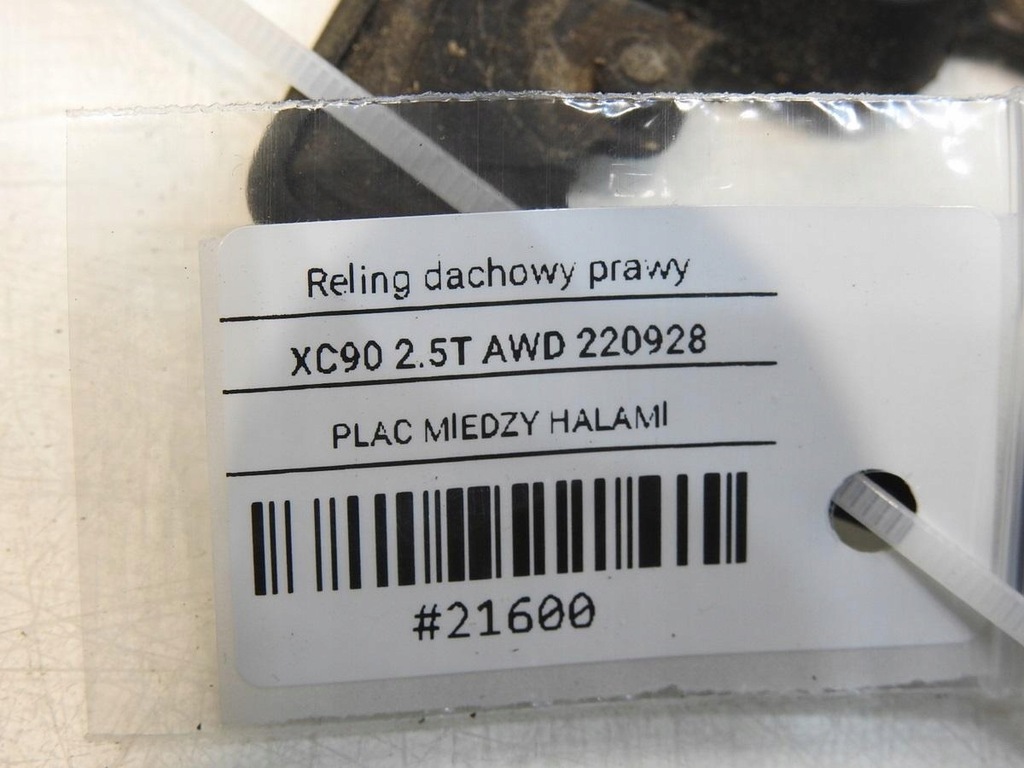 Reling dachowy prawy
XC90 2.5T AWD 220928
PLAC MIEDZY HALAMI
#21600